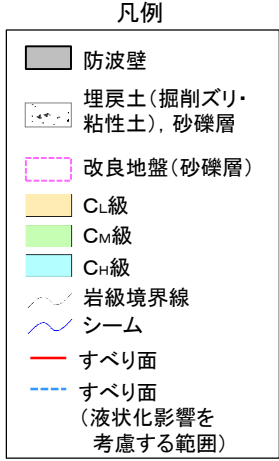 凡例
防波壁
埋戻土(掘削ズリ・
粘性土),砂礫層
改良地盤(砂礫層)
CL級
CM級
CH級
岩級境界線
シーム
すべり面
すべり面
(液状化影響を
考慮する範囲)